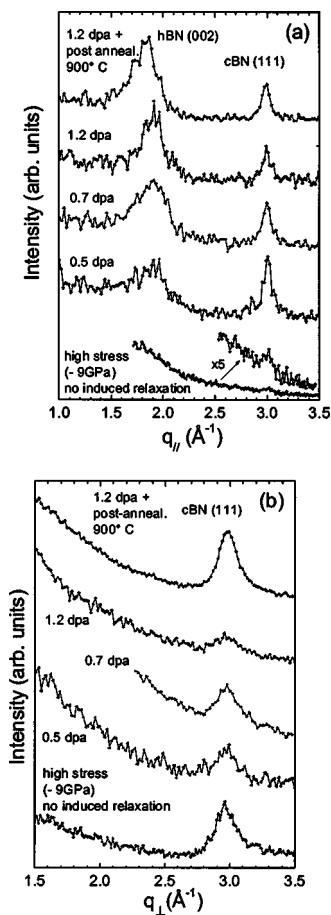 (a)
1.2 dpa +
post anneal.
900° C
hBN (002)
cBN (111)
1.2 dpa
0.7 dpa
0.5 dpa
high stress
(- 9GPa)
no induced relaxation
x5
Intensity (arb. units)
1.0 1.5 2.0 2.5 3.0 3.5
q// (Å-1)
(b)
1.2 dpa +
post-anneal.
900° C
cBN (111)
1.2 dpa
0.7 dpa
0.5 dpa
high stress
(- 9GPa)
no induced relaxation
Intensity (arb. units)
1.5 2.0 2.5 3.0 3.5
q⊥(Å-1)